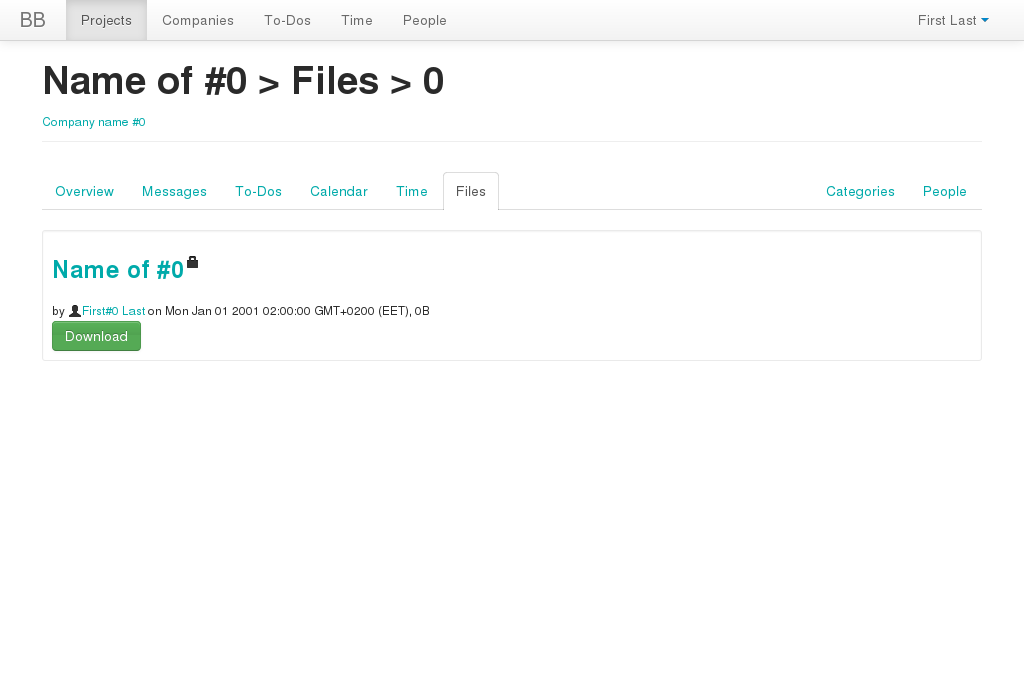 BB Projects Companies To-Dos Time People First Last
Name of #0 > Files > 0
Company name #0
Overview Messages To-Dos Calendar Time Files Categories People
Name of #0
by First#0 Last on Mon Jan 01 2001 02:00:00 GMT+0200 (EET), 0B
Download